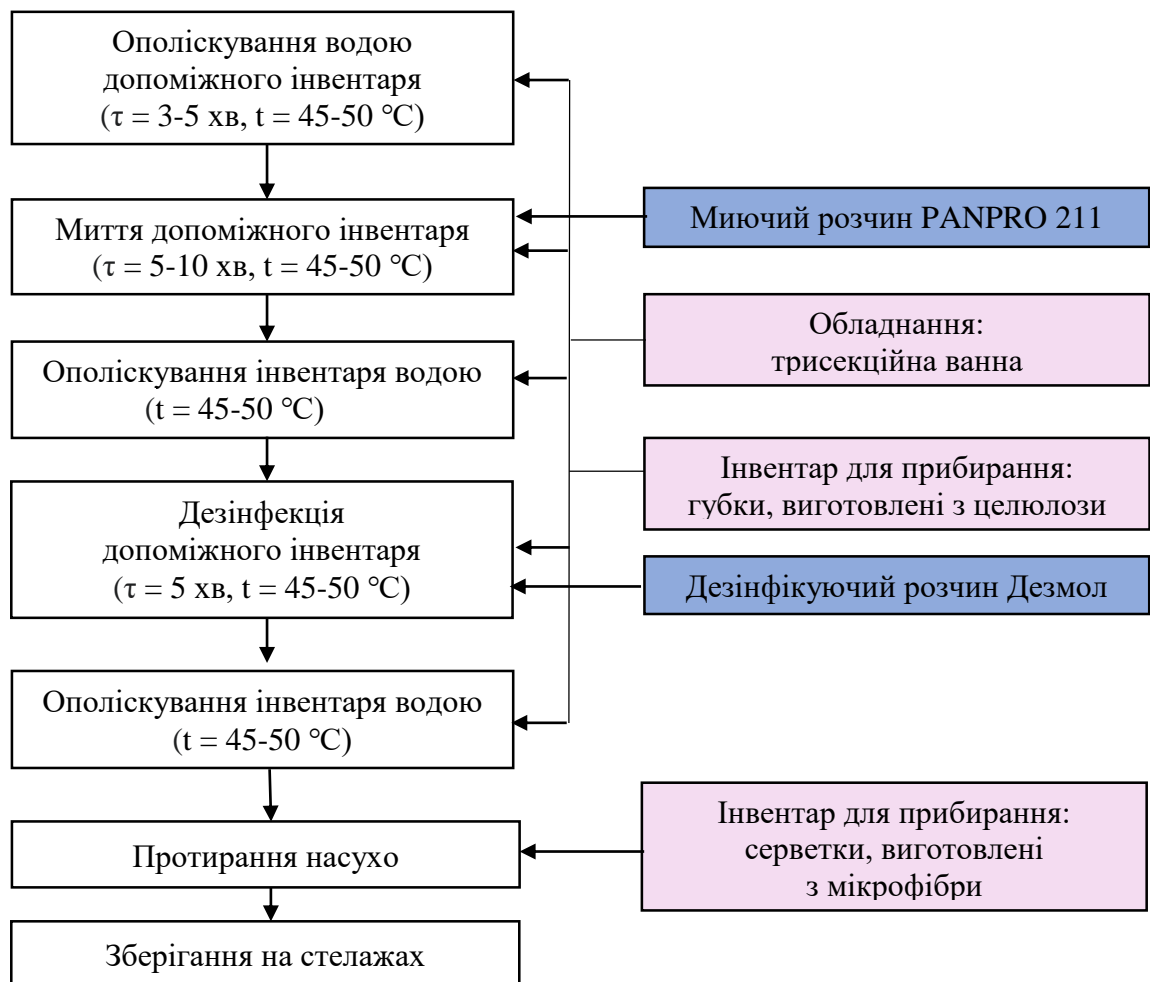 Ополіскування водою
допоміжного інвентаря
(τ = 3-5 хв, t = 45-50 °С)
Миючий розчин PANPRO 211
Миття допоміжного інвентаря
(τ = 5-10 хв, t = 45-50 °С)
Обладнання:
трисекційна ванна
Ополіскування інвентаря водою
(t = 45-50 °С)
Інвентар для прибирання:
губки, виготовлені з целюлози
Дезінфекція
допоміжного інвентаря
(τ = 5 хв, t = 45-50 °С)
Дезінфікуючий розчин Дезмол
Ополіскування інвентаря водою
(t = 45-50 °С)
Інвентар для прибирання:
серветки, виготовлені
з мікрофібри
Протирання насухо
Зберігання на стелажах